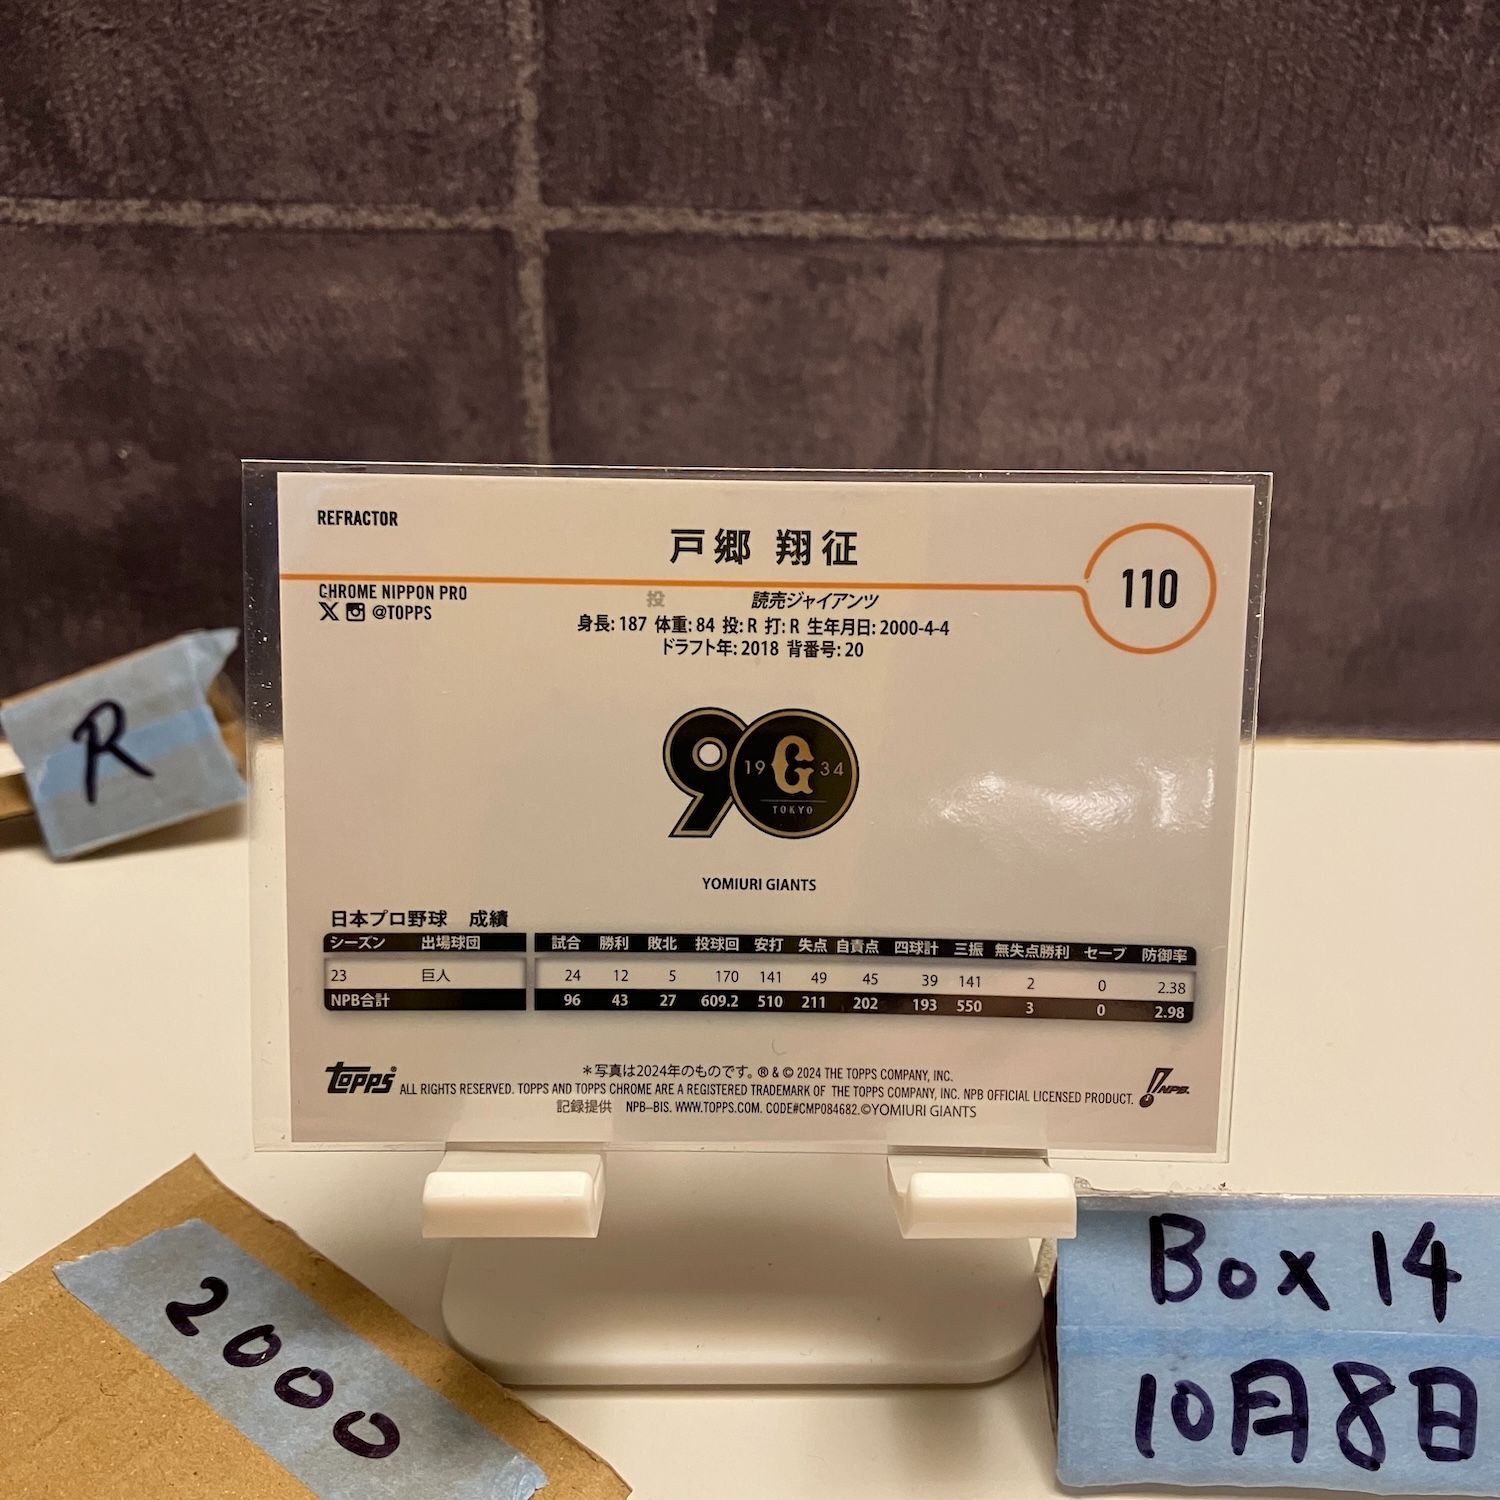 REFRACTOR
戸郷 翔征
110
CHROME NIPPON PRO
投 読売ジャイアンツ
@TOPPS
身長: 187 体重: 84 投: R 打: R 生年月日: 2000-4-4
ドラフト年: 2018 背番号: 20
R
90
19 G 34
TOKYO
YOMIURI GIANTS
日本プロ野球 成績
シーズン 出場球団 試合 勝利 敗北 投球回 安打 失点 自責点 四球計 三振 無失点勝利 セーブ 防御率
23 巨人 24 12 5 170 141 49 45 39 141 2 0 2.38
NPB合計 96 43 27 609.2 510 211 202 193 550 3 0 2.98
Topps
＊写真は2024年のものです。® & © 2024 THE TOPPS COMPANY, INC.
ALL RIGHTS RESERVED. TOPPS AND TOPPS CHROME ARE A REGISTERED TRADEMARK OF THE TOPPS COMPANY, INC. NPB OFFICIAL LICENSED PRODUCT.
NPB.
記録提供 NPB-BIS. WWW.TOPPS.COM. CODE#CMP084682.©YOMIURI GIANTS
2000
Box 14
10月8日